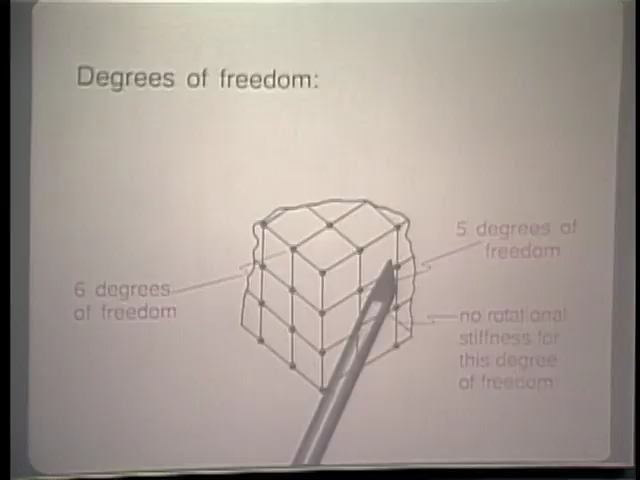 Degrees of freedom:
5 degrees of
freedom
6 degrees
of freedom
no rotational
stiffness for
this degree
of freedom